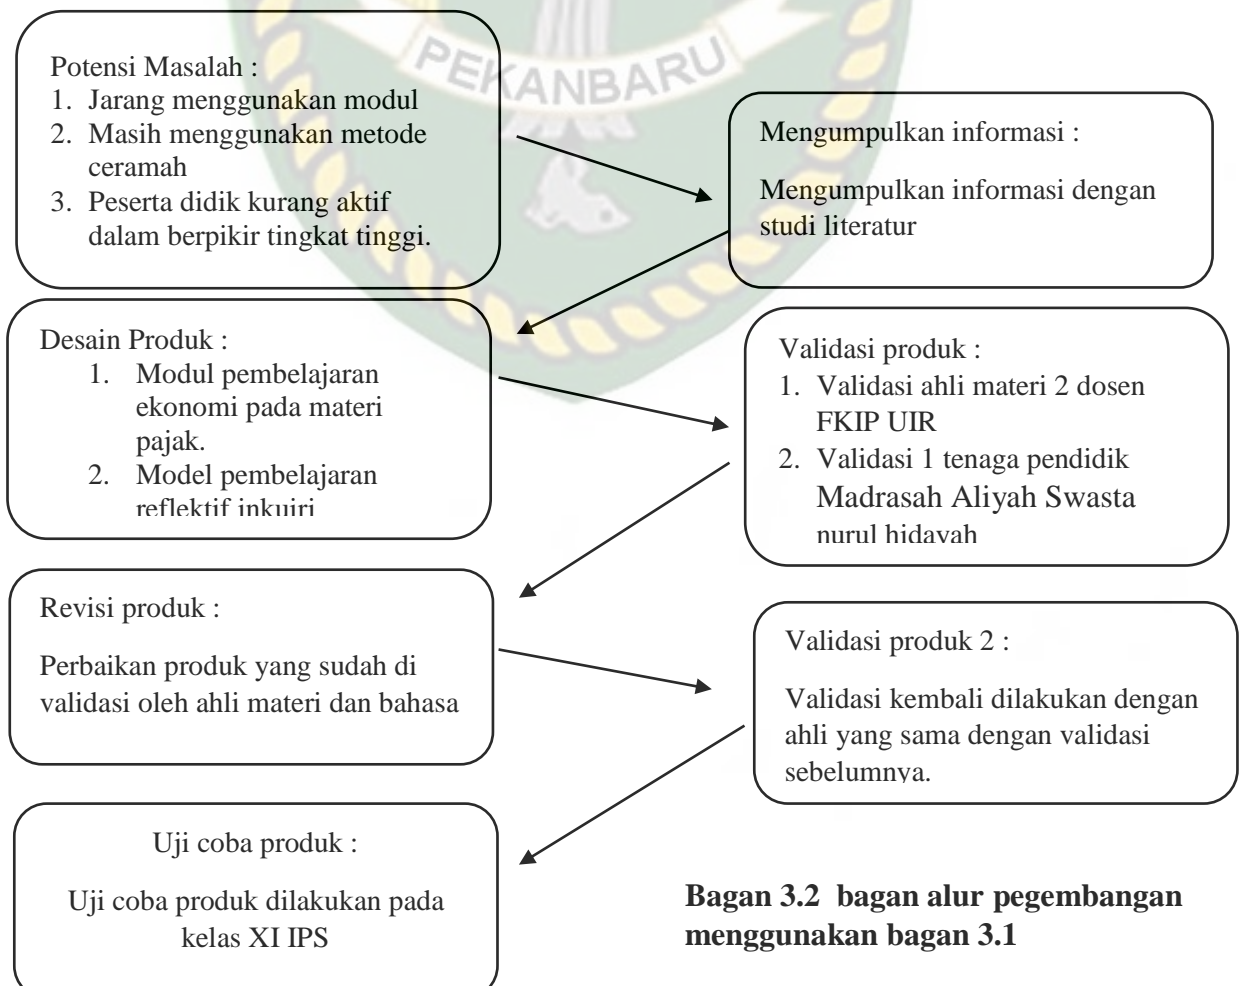 PEKANBARU
Potensi Masalah :
1. Jarang menggunakan modul
2. Masih menggunakan metode
ceramah
3. Peserta didik kurang aktif
dalam berpikir tingkat tinggi.
Mengumpulkan informasi :
Mengumpulkan informasi dengan
studi literatur
Desain Produk :
1. Modul pembelajaran
ekonomi pada materi
pajak.
2. Model pembelajaran
reflektif inkuiri
Validasi produk :
1. Validasi ahli materi 2 dosen
FKIP UIR
2. Validasi 1 tenaga pendidik
Madrasah Aliyah Swasta
nurul hidayah
Revisi produk :
Perbaikan produk yang sudah di
validasi oleh ahli materi dan bahasa
Validasi produk 2 :
Validasi kembali dilakukan dengan
ahli yang sama dengan validasi
sebelumnya.
Uji coba produk :
Uji coba produk dilakukan pada
kelas XI IPS
Bagan 3.2 bagan alur pegembangan
menggunakan bagan 3.1